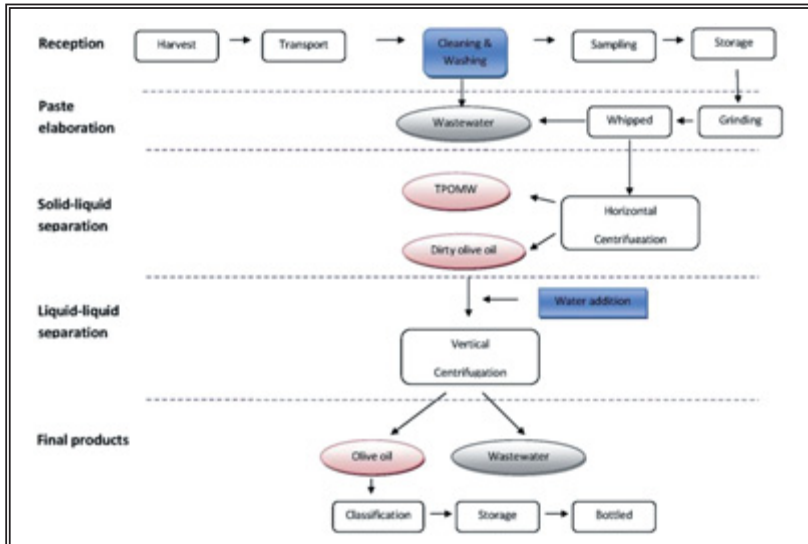 Reception
Harvest
Transport
Cleaning &
Washing
Sampling
Storage
Paste
elaboration
Wastewater
Whipped
Grinding
Solid-liquid
separation
TPOMW
Horizontal
Centrifugation
Dirty olive oil
Liquid-liquid
separation
Water addition
Vertical
Centrifugation
Final products
Olive oil
Wastewater
Classification
Storage
Bottled